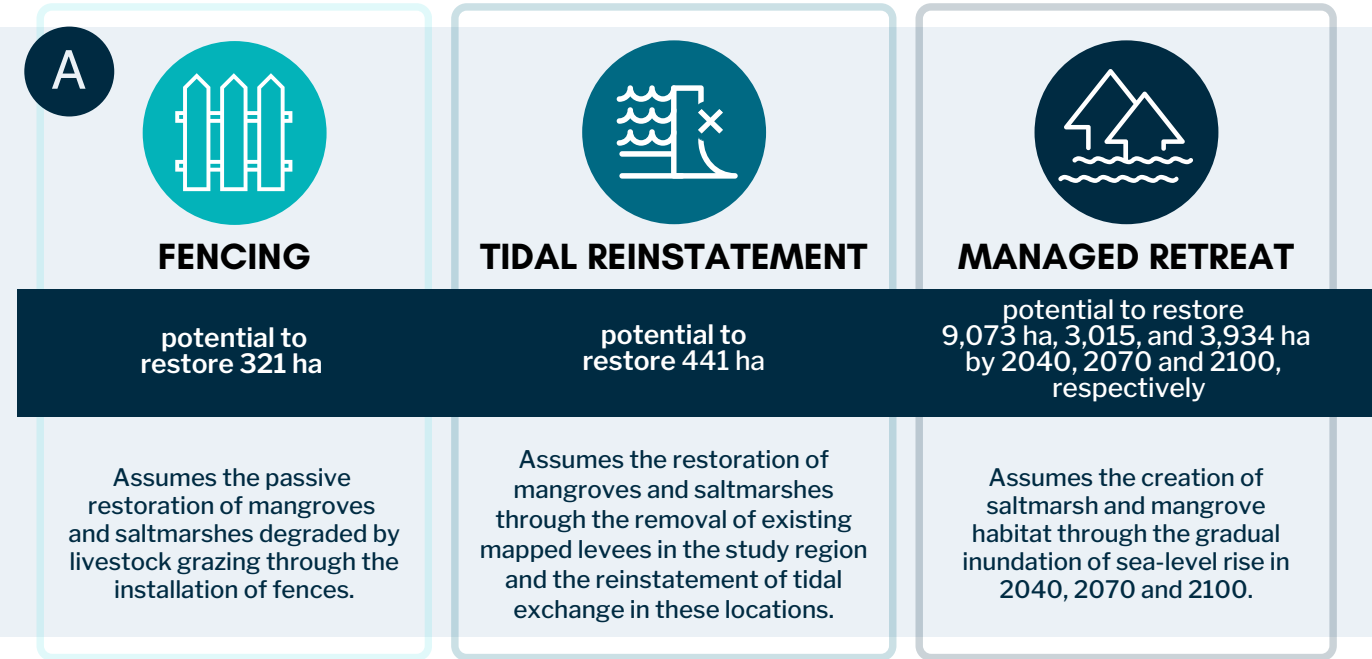 A
FENCING
potential to
restore 321 ha
Assumes the passive
restoration of mangroves
and saltmarshes degraded by
livestock grazing through the
installation of fences.
TIDAL REINSTATEMENT
potential to
restore 441 ha
Assumes the restoration of
mangroves and saltmarshes
through the removal of existing
mapped levees in the study region
and the reinstatement of tidal
exchange in these locations.
MANAGED RETREAT
potential to restore
9,073 ha, 3,015, and 3,934 ha
by 2040, 2070 and 2100,
respectively
Assumes the creation of
saltmarsh and mangrove
habitat through the gradual
inundation of sea-level rise in
2040, 2070 and 2100.